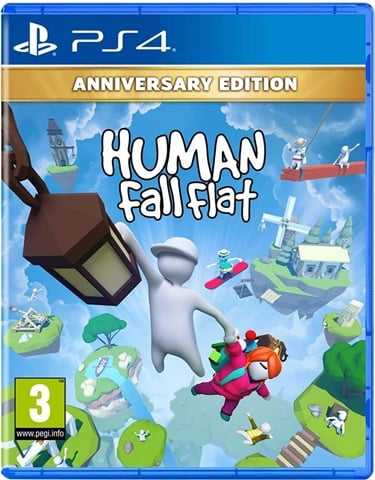 PS4
ANNIVERSARY EDITION
HUMAN
fall flat
3
www.pegi.info